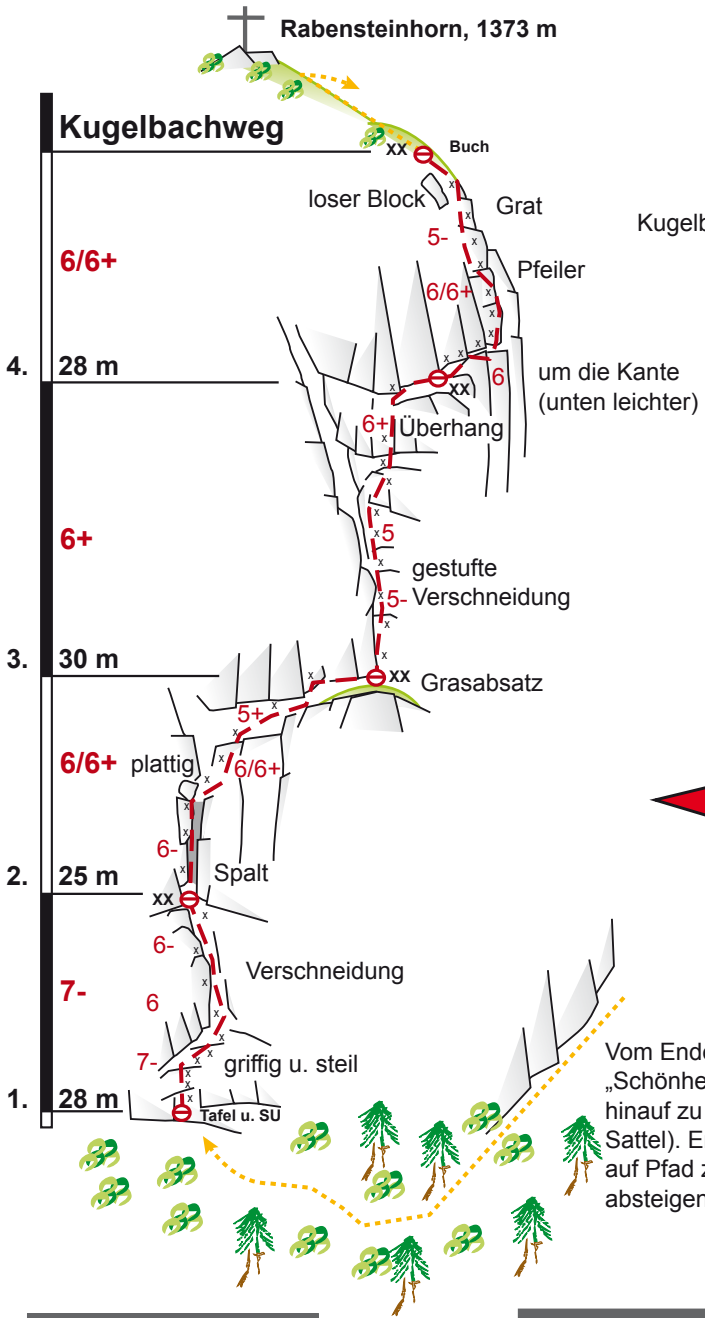 Rabensteinhorn, 1373 m
Kugelbachweg
xx
Buch
loser Block
Grat
Kugelb
5-
6/6+
Pfeiler
6/6+
4.
28 m
xx
6
um die Kante
(unten leichter)
6+
Überhang
5
6+
gestufte
5-
Verschneidung
3.
30 m
xx
Grasabsatz
5+
6/6+
plattig
6/6+
6-
Spalt
2.
25 m
xx
6-
Verschneidung
7-
6
7-
griffig u. steil
1.
28 m
Tafel u. SU
Vom Ende
„Schönhe
hinauf zu
Sattel). E
auf Pfad z
absteigen